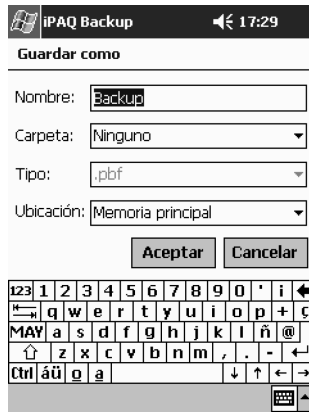 iPAQ Backup 17:29
Guardar como
Nombre: Backup
Carpeta: Ninguno
Tipo: .pbf
Ubicación: Memoria principal
Aceptar Cancelar
123 1 2 3 4 5 6 7 8 9 0 ' i
q w e r t y u i o p + ç
MAY a s d f g h j k l ñ @
z x c v b n m , . -
Ctrl áü o a